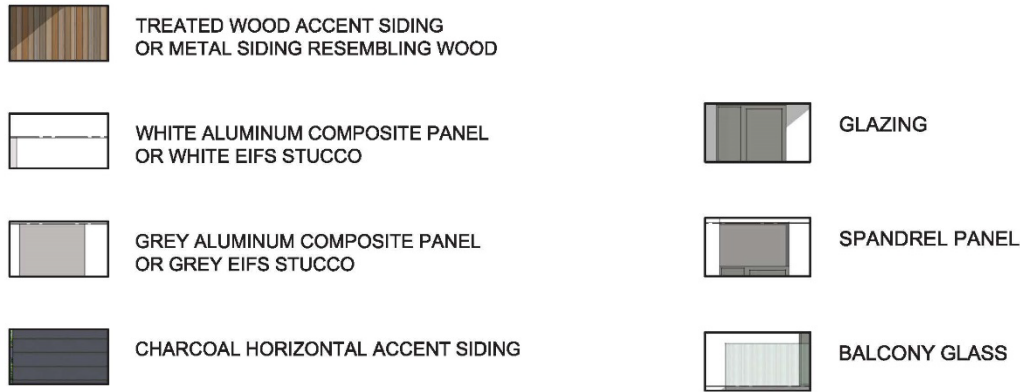 TREATED WOOD ACCENT SIDING
OR METAL SIDING RESEMBLING WOOD
WHITE ALUMINUM COMPOSITE PANEL
OR WHITE EIFS STUCCO
GREY ALUMINUM COMPOSITE PANEL
OR GREY EIFS STUCCO
CHARCOAL HORIZONTAL ACCENT SIDING
GLAZING
SPANDREL PANEL
BALCONY GLASS